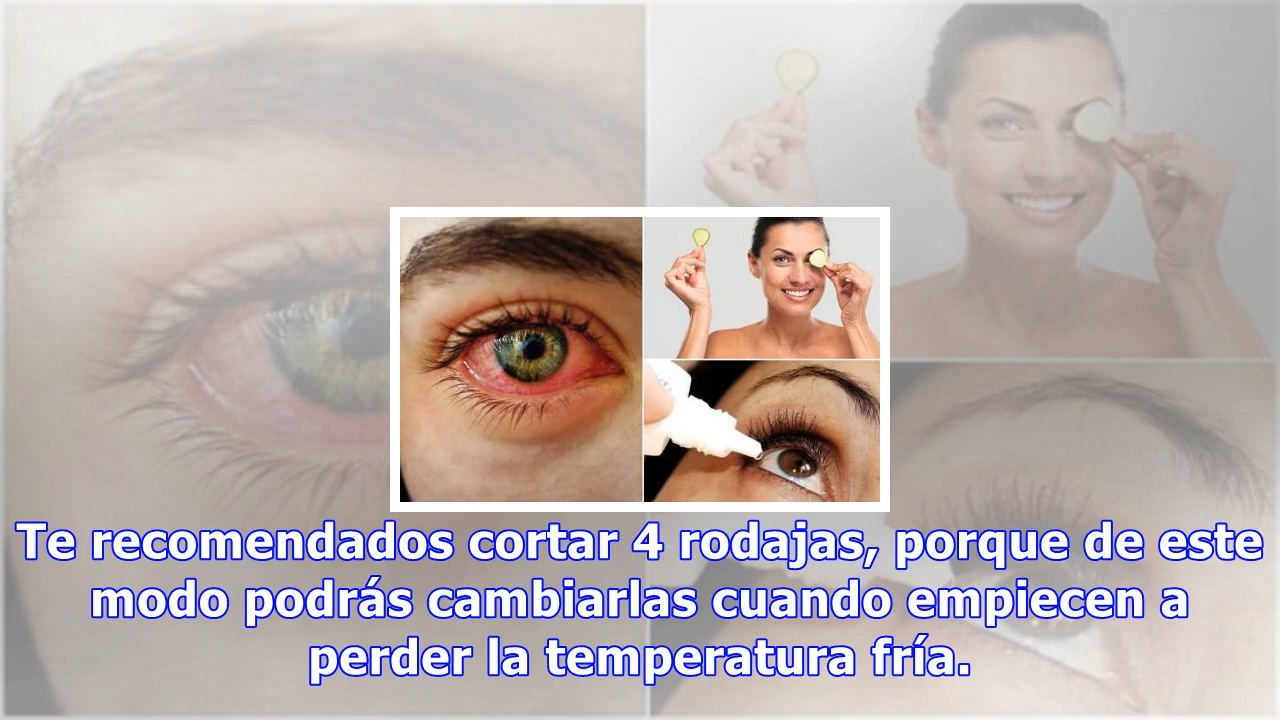 Te recomendados cortar 4 rodajas, porque de este
modo podrás cambiarlas cuando empiecen a
perder la temperatura fría.